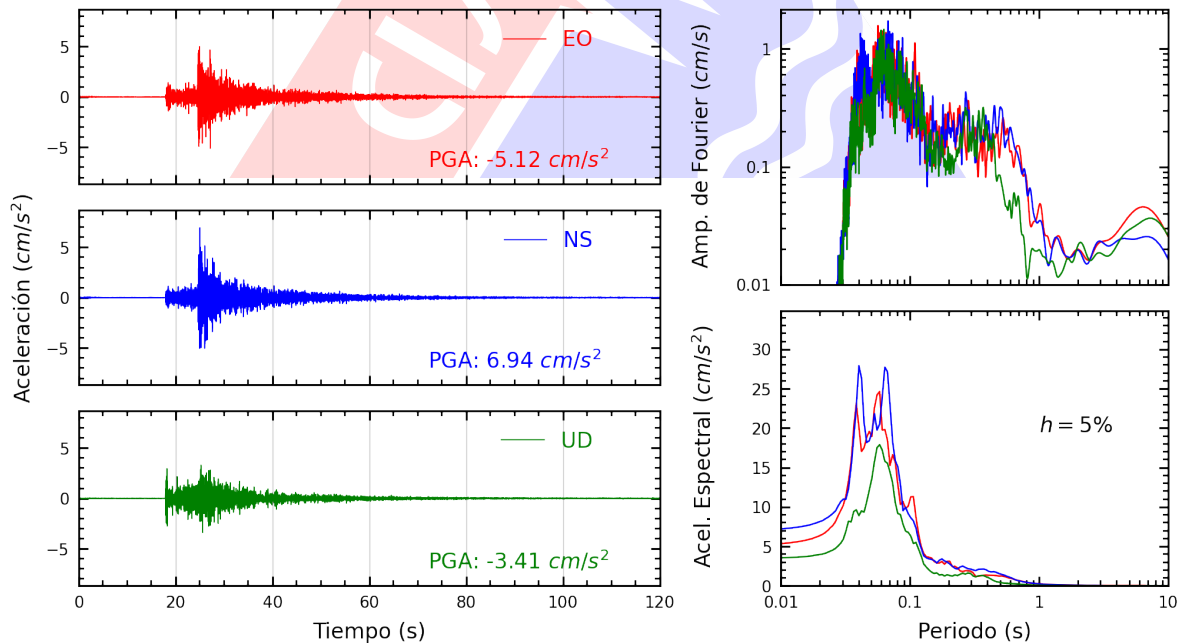 Aceleración (cm/s²)
5
0
−5
EO
PGA: -5.12 cm/s²
5
0
−5
NS
PGA: 6.94 cm/s²
5
0
−5
UD
PGA: -3.41 cm/s²
0 20 40 60 80 100 120
Tiempo (s)
Amp. de Fourier (cm/s)
1
0.1
0.01
Acel. Espectral (cm/s²)
30
25
20
15
10
5
0
h = 5%
0.01 0.1 1 10
Periodo (s)